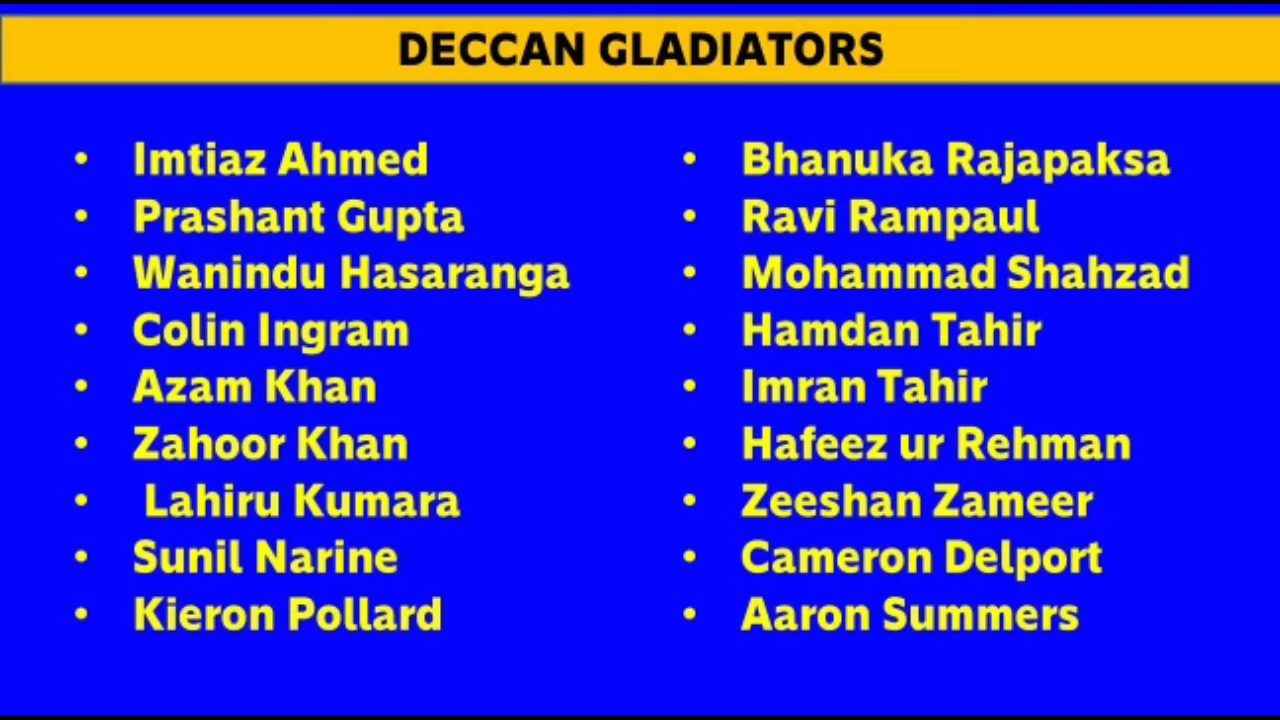 DECCAN GLADIATORS
• Imtiaz Ahmed
• Prashant Gupta
• Wanindu Hasaranga
• Colin Ingram
• Azam Khan
• Zahoor Khan
• Lahiru Kumara
• Sunil Narine
• Kieron Pollard
• Bhanuka Rajapaksa
• Ravi Rampaul
• Mohammad Shahzad
• Hamdan Tahir
• Imran Tahir
• Hafeez ur Rehman
• Zeeshan Zameer
• Cameron Delport
• Aaron Summers